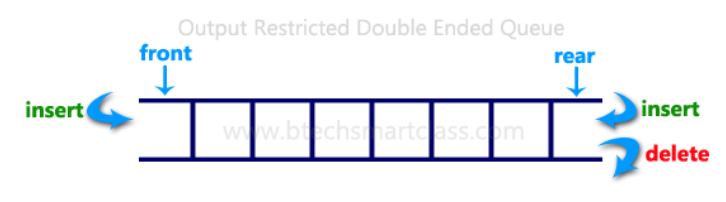 Output Restricted Double Ended Queue
front
rear
insert
insert
www.btechsmartclass.com
delete